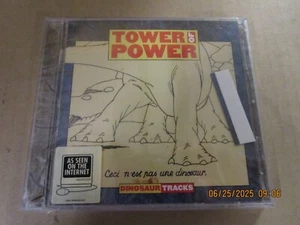 TOWER OF
POWER
AS SEEN
ON THE
INTERNET
Ceci n'est pas une dinosaur.
DINOSAUR TRACKS
06/25/2025 09:06